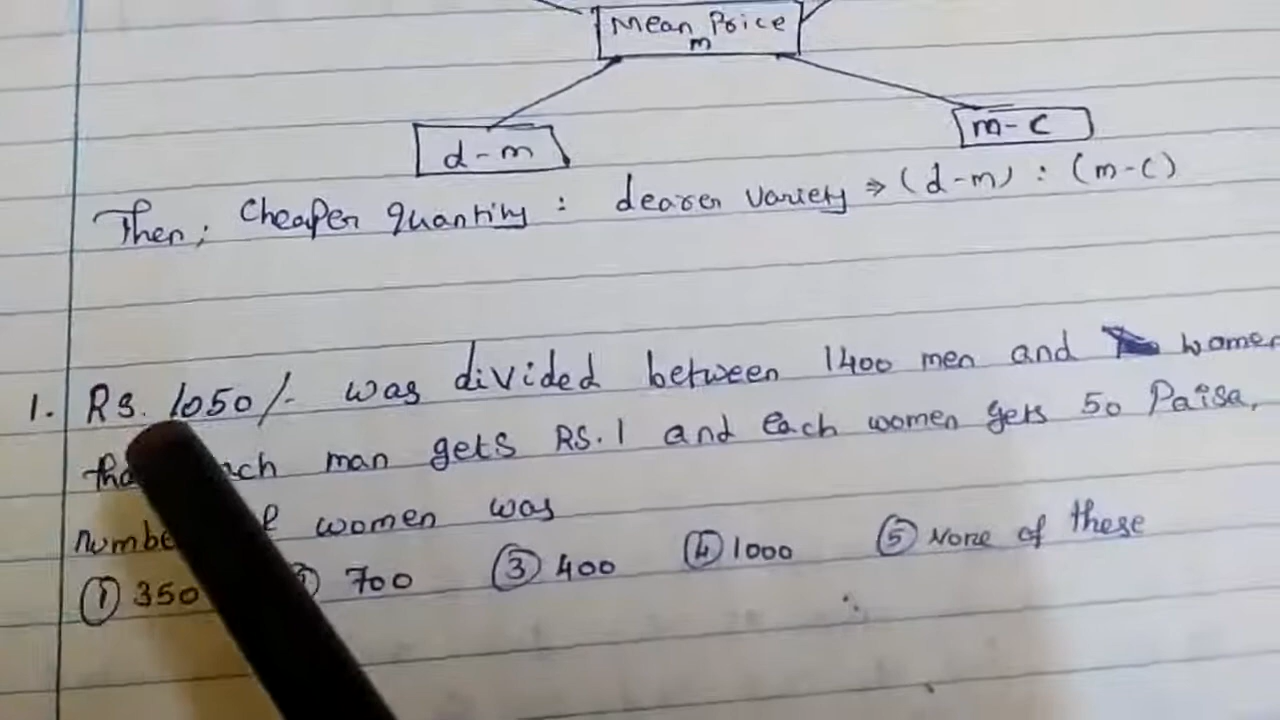 Mean Price
m
d - m
m - c
Then; Cheaper quantity : dearer variety ⇒ (d-m) : (m-c)
1. Rs. 1050/- was divided between 1400 men and women
man gets RS. 1 and each women gets 50 Paisa,
women was
① 350 700 ③ 400 ④ 1000 ⑤ None of these